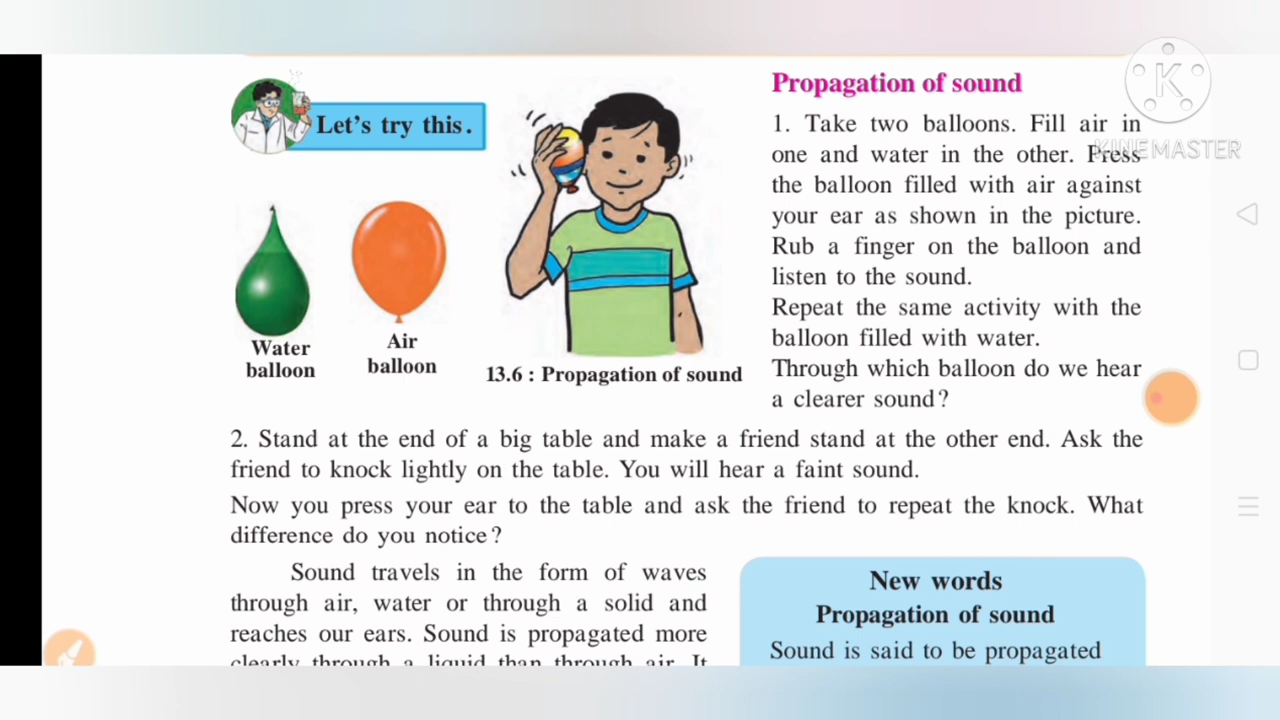 Let's try this.
Water
balloon
Air
balloon
13.6 : Propagation of sound
Propagation of sound
1. Take two balloons. Fill air in
one and water in the other. Press
the balloon filled with air against
your ear as shown in the picture.
Rub a finger on the balloon and
listen to the sound.
Repeat the same activity with the
balloon filled with water.
Through which balloon do we hear
a clearer sound?
2. Stand at the end of a big table and make a friend stand at the other end. Ask the
friend to knock lightly on the table. You will hear a faint sound.
Now you press your ear to the table and ask the friend to repeat the knock. What
difference do you notice?
Sound travels in the form of waves
through air, water or through a solid and
reaches our ears. Sound is propagated more
clearly through a liquid than through air. It
New words
Propagation of sound
Sound is said to be propagated
K
KINEMASTER